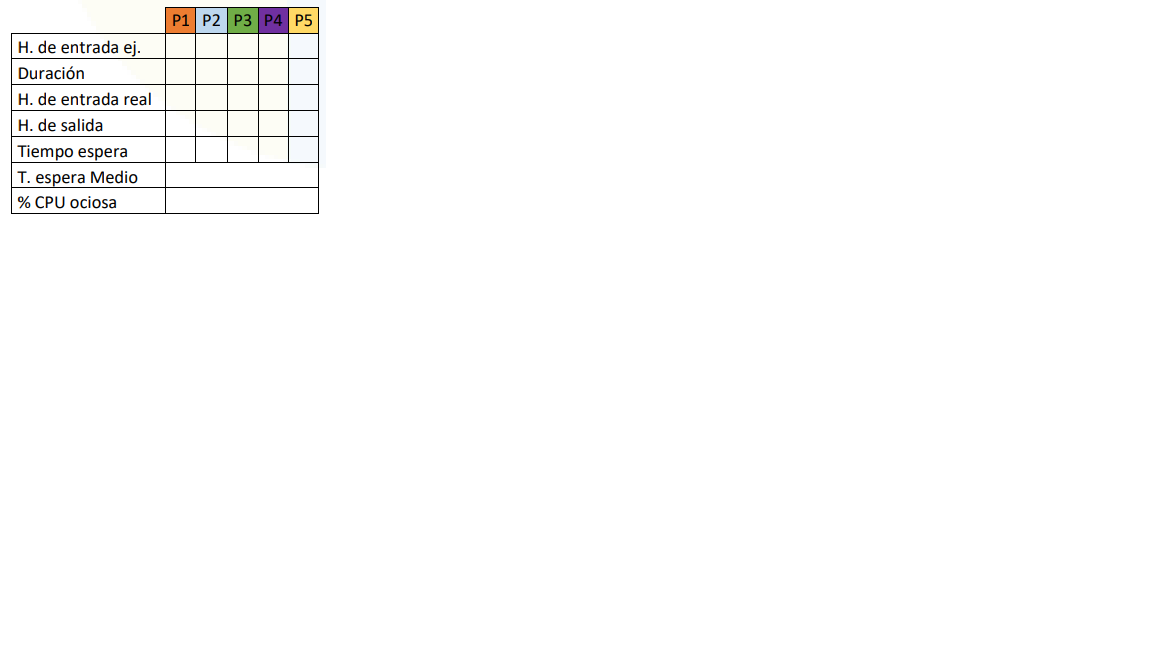 P1 P2 P3 P4 P5
H. de entrada ej.
Duración
H. de entrada real
H. de salida
Tiempo espera
T. espera Medio
% CPU ociosa